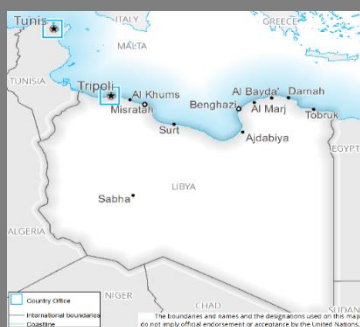 Tunis
ITALY
GREECE
MALTA
TUNISIA
Tripoli
Al Khums
Misratah
Al Bayda'
Darnah
Benghazi
Al Marj
Tobruk
Surt
Ajdabiya
EGYPT
LIBYA
Sabha
ALGERIA
NIGER
CHAD
SUDAN
Country Office
International boundaries
Coastline
The boundaries and names and the designations used on this map
do not imply official endorsement or acceptance by the United Nations